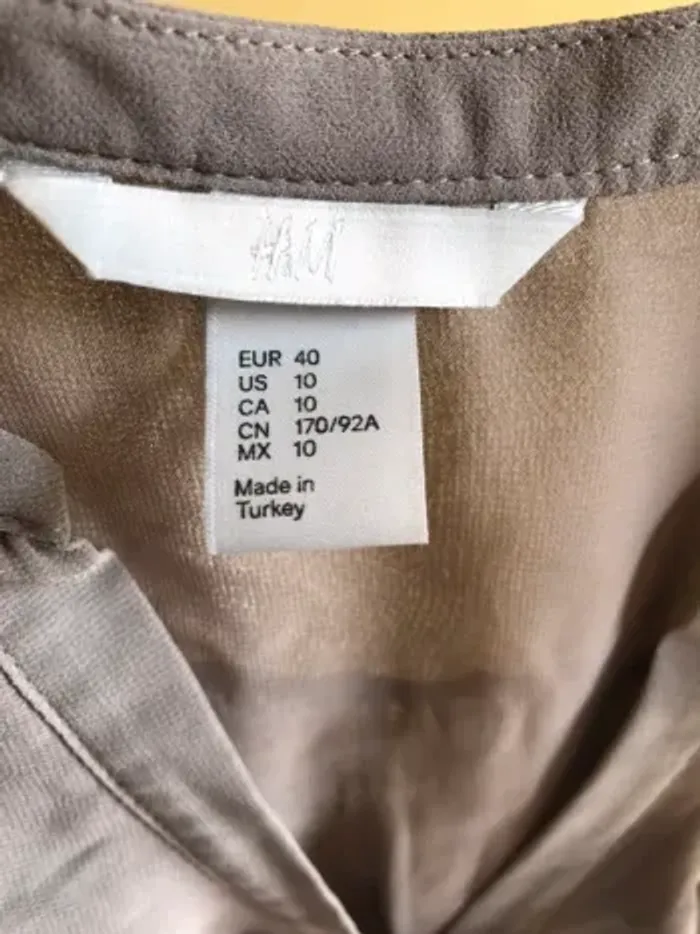 H&M
EUR 40
US 10
CA 10
CN 170/92A
MX 10
Made in
Turkey